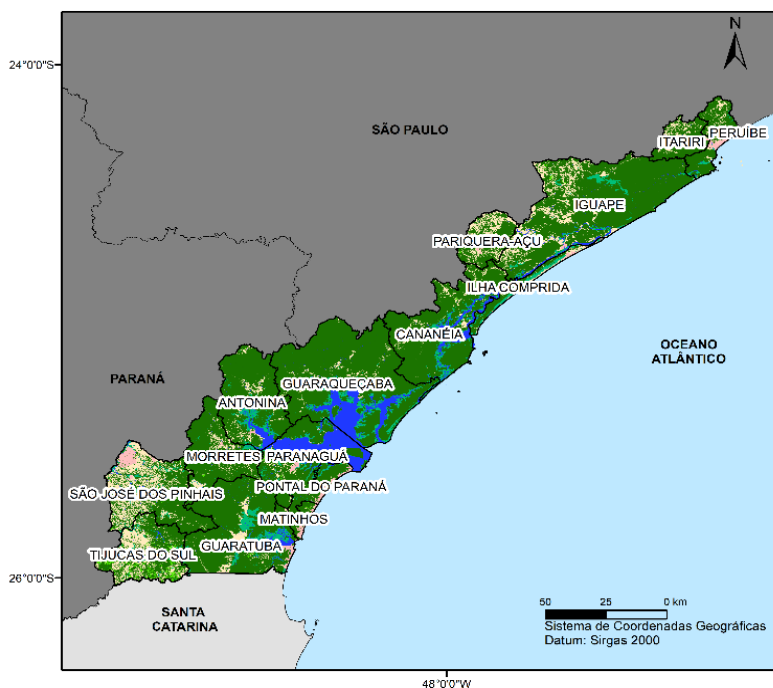 N
24°0'0"S
SÃO PAULO
ITARIRI
PERUÍBE
IGUAPE
PARIQUERA-AÇU
ILHA COMPRIDA
CANANÉIA
OCEANO
ATLÂNTICO
PARANÁ
GUARAQUEÇABA
ANTONINA
MORRETES
PARANAGUÁ
SÃO JOSÉ DOS PINHAIS
PONTAL DO PARANÁ
MATINHOS
GUARATUBA
TIJUCAS DO SUL
26°0'0"S
SANTA
CATARINA
50 25 0 km
Sistema de Coordenadas Geográficas
Datum: Sirgas 2000
48°0'0"W